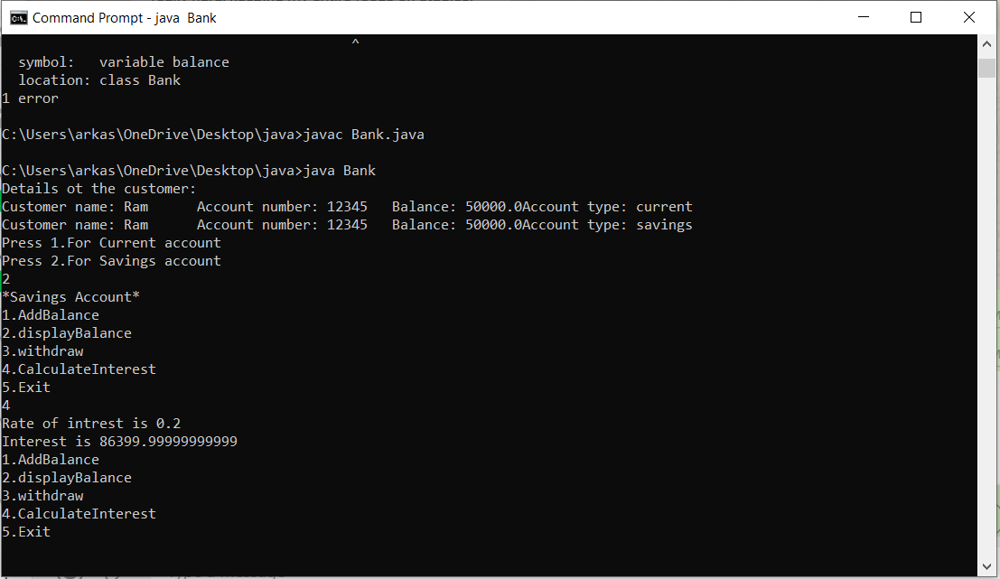 Command Prompt - java  Bank
^
  symbol:   variable balance
  location: class Bank
1 error
C:\Users\arkas\OneDrive\Desktop\java>javac Bank.java
C:\Users\arkas\OneDrive\Desktop\java>java Bank
Details ot the customer:
Customer name: Ram      Account number: 12345   Balance: 50000.0Account type: current
Customer name: Ram      Account number: 12345   Balance: 50000.0Account type: savings
Press 1.For Current account
Press 2.For Savings account
2
*Savings Account*
1.AddBalance
2.displayBalance
3.withdraw
4.CalculateInterest
5.Exit
4
Rate of intrest is 0.2
Interest is 86399.99999999999
1.AddBalance
2.displayBalance
3.withdraw
4.CalculateInterest
5.Exit